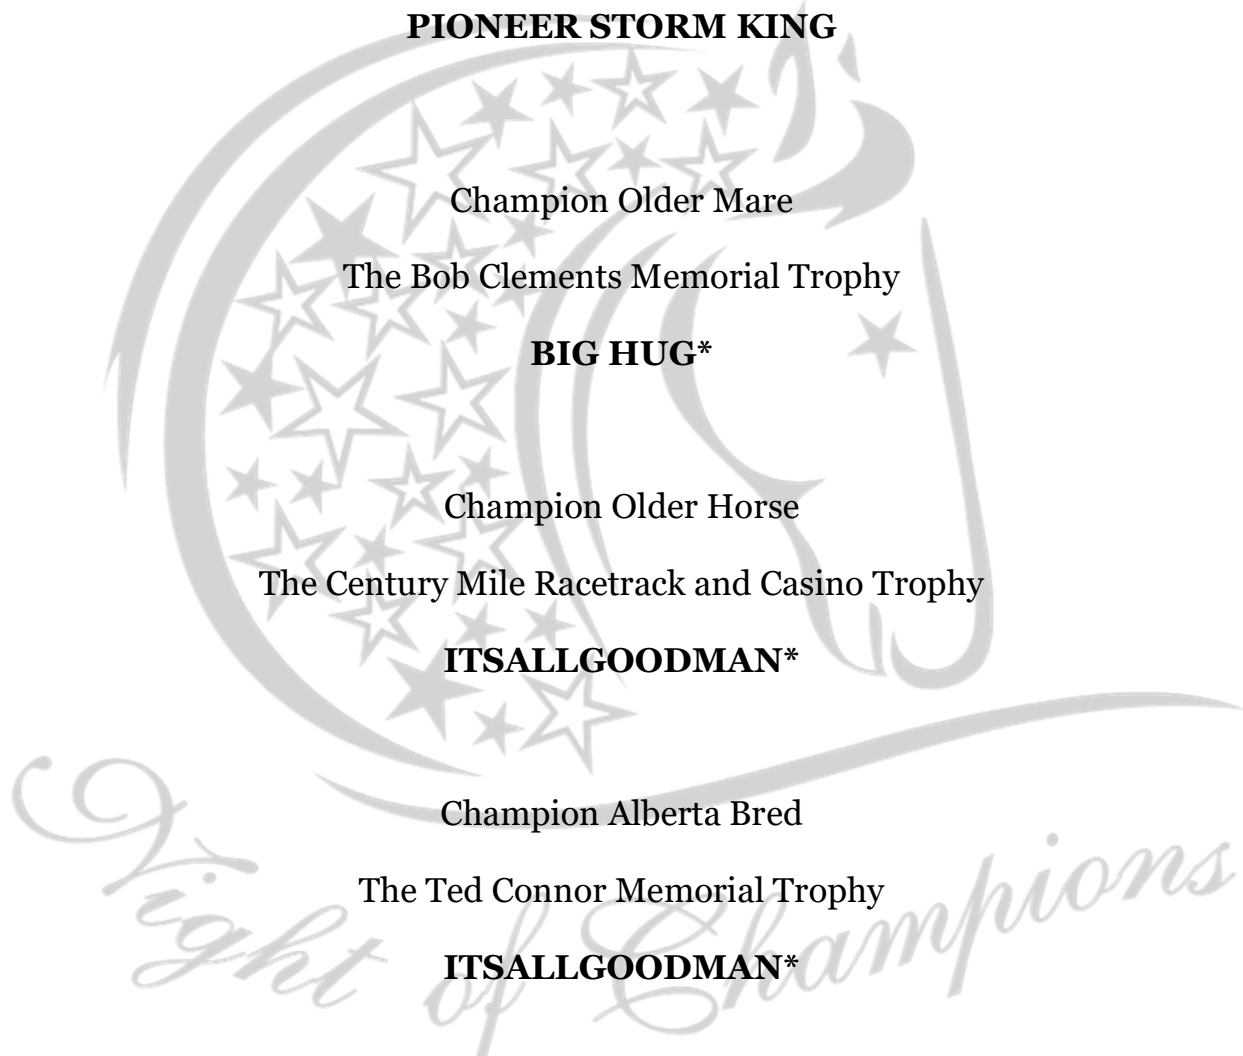 PIONEER STORM KING
Champion Older Mare
The Bob Clements Memorial Trophy
BIG HUG*
Champion Older Horse
The Century Mile Racetrack and Casino Trophy
ITSALLGOODMAN*
Champion Alberta Bred
The Ted Connor Memorial Trophy
ITSALLGOODMAN*
Night of Champions